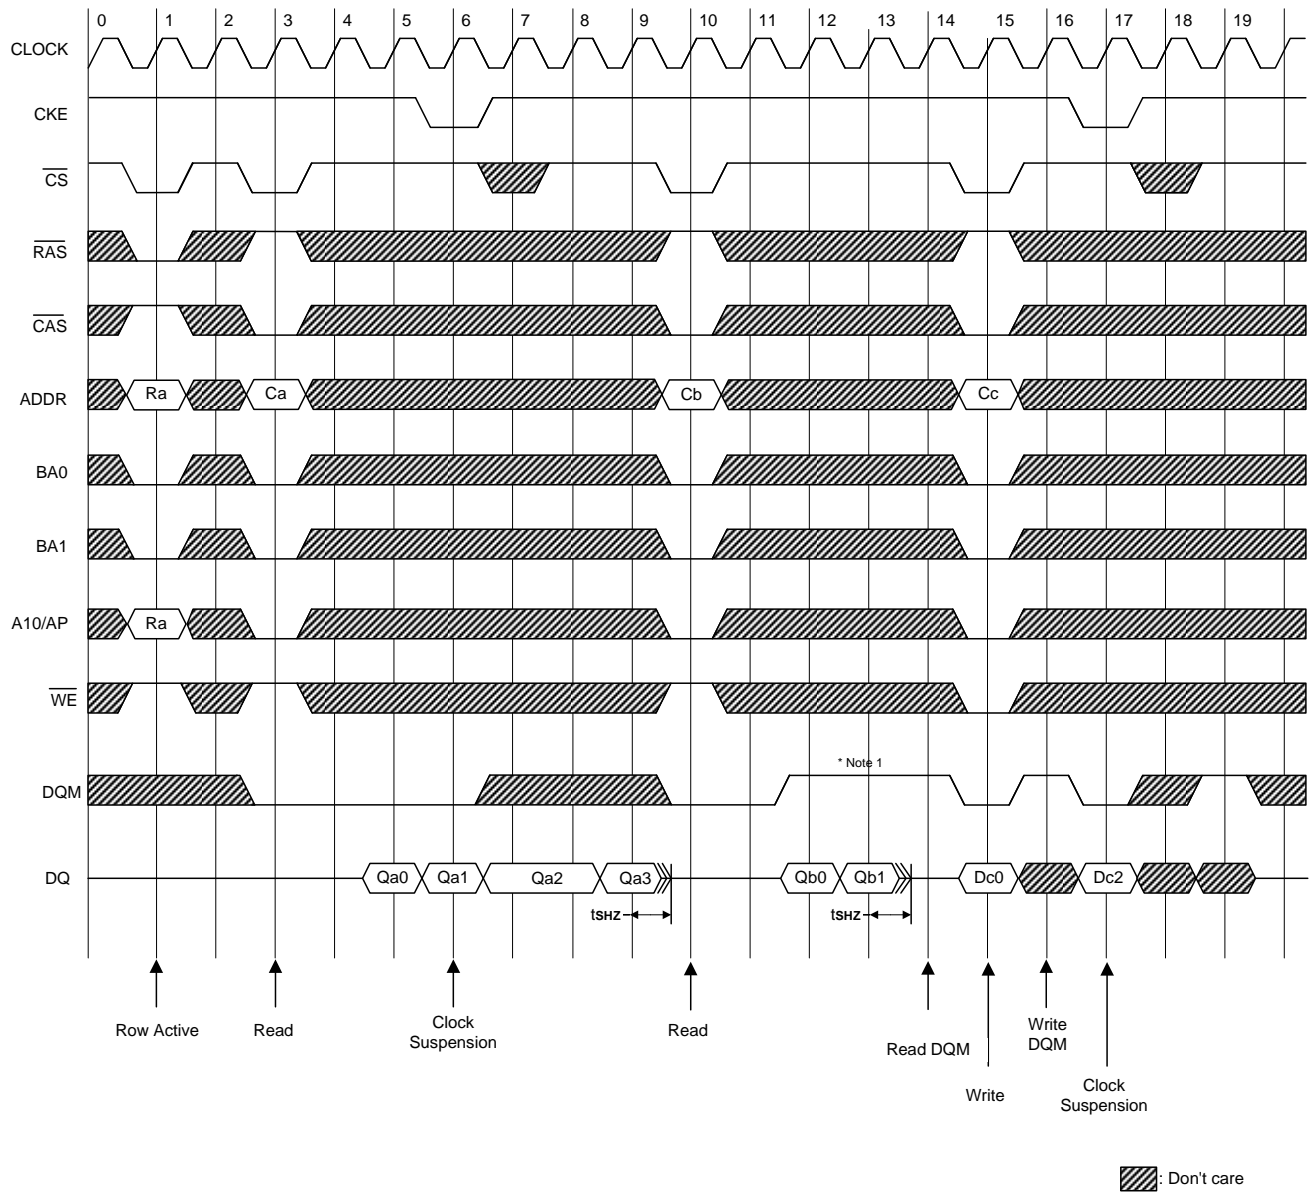 0 1 2 3 4 5 6 7 8 9 10 11 12 13 14 15 16 17 18 19
CLOCK
CKE
CS
RAS
CAS
ADDR Ra Ca Cb Cc
BA0
BA1
A10/AP Ra
WE
* Note 1
DQM
DQ Qa0 Qa1 Qa2 Qa3 Qb0 Qb1 Dc0 Dc2
tSHZ tSHZ
Row Active Read Clock Suspension Read Read DQM Write Write DQM Clock Suspension
: Don't care